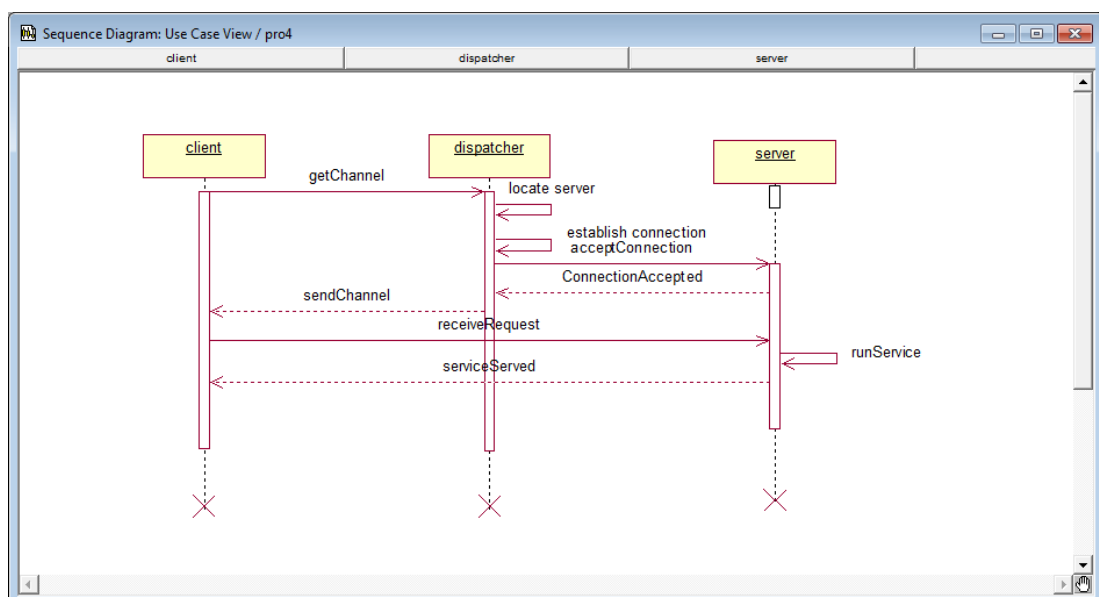 Sequence Diagram: Use Case View / pro4
client
dispatcher
server
client
dispatcher
server
getChannel
locate server
establish connection
acceptConnection
ConnectionAccepted
sendChannel
receiveRequest
runService
serviceServed